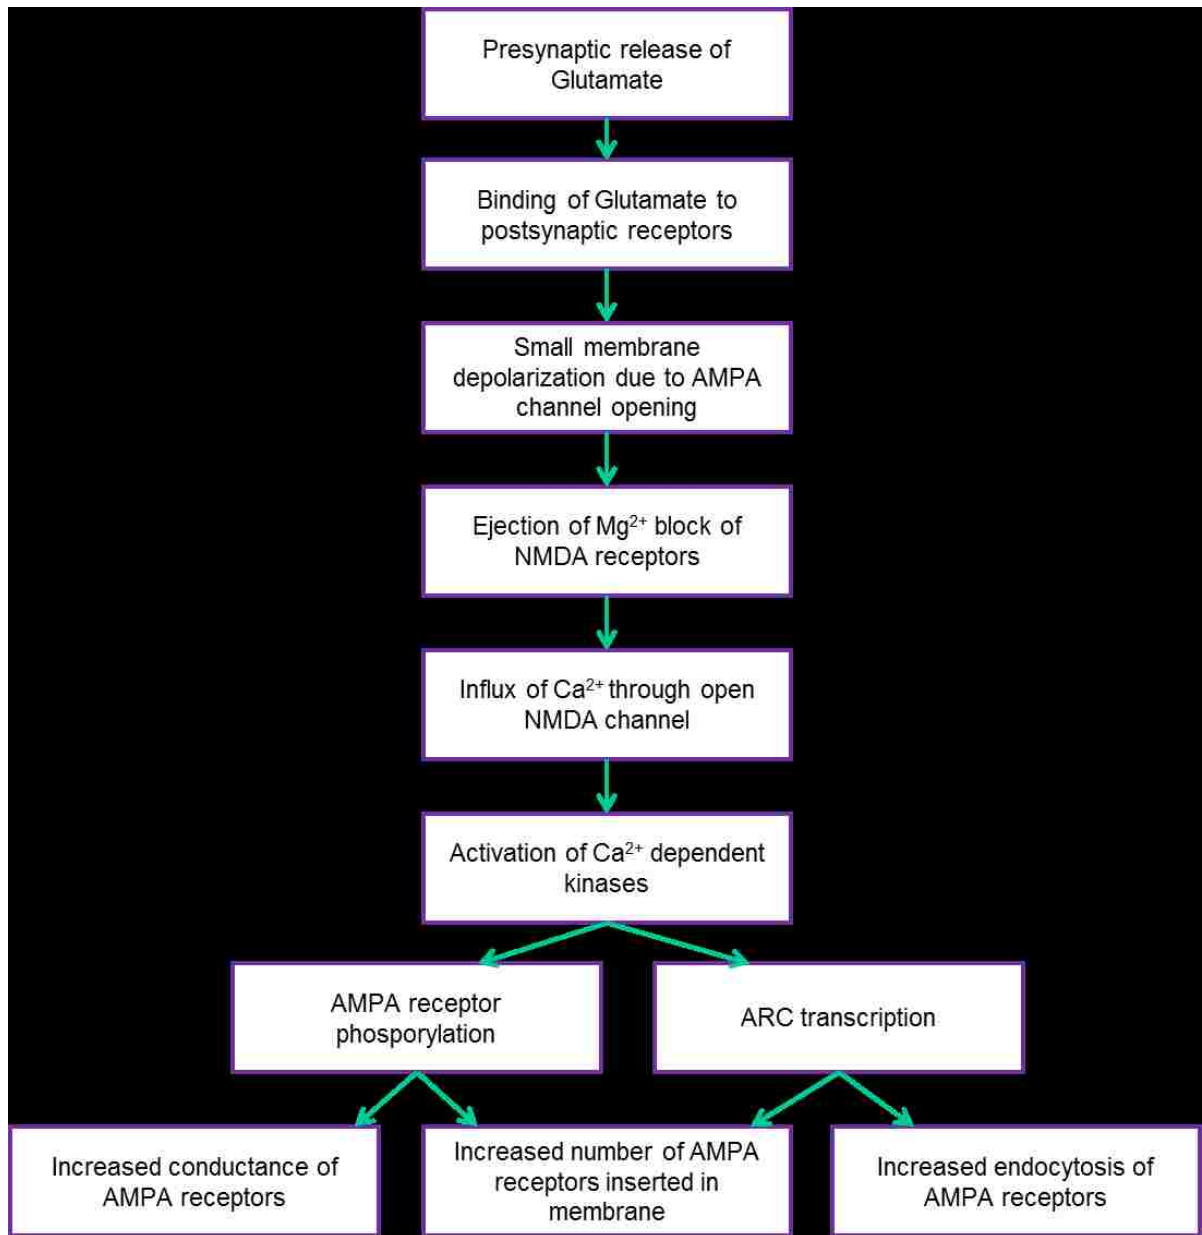 Presynaptic release of
Glutamate
Binding of Glutamate to
postsynaptic receptors
Small membrane
depolarization due to AMPA
channel opening
Ejection of Mg²⁺ block of
NMDA receptors
Influx of Ca²⁺ through open
NMDA channel
Activation of Ca²⁺ dependent
kinases
AMPA receptor
phosporylation
ARC transcription
Increased conductance of
AMPA receptors
Increased number of AMPA
receptors inserted in
membrane
Increased endocytosis of
AMPA receptors